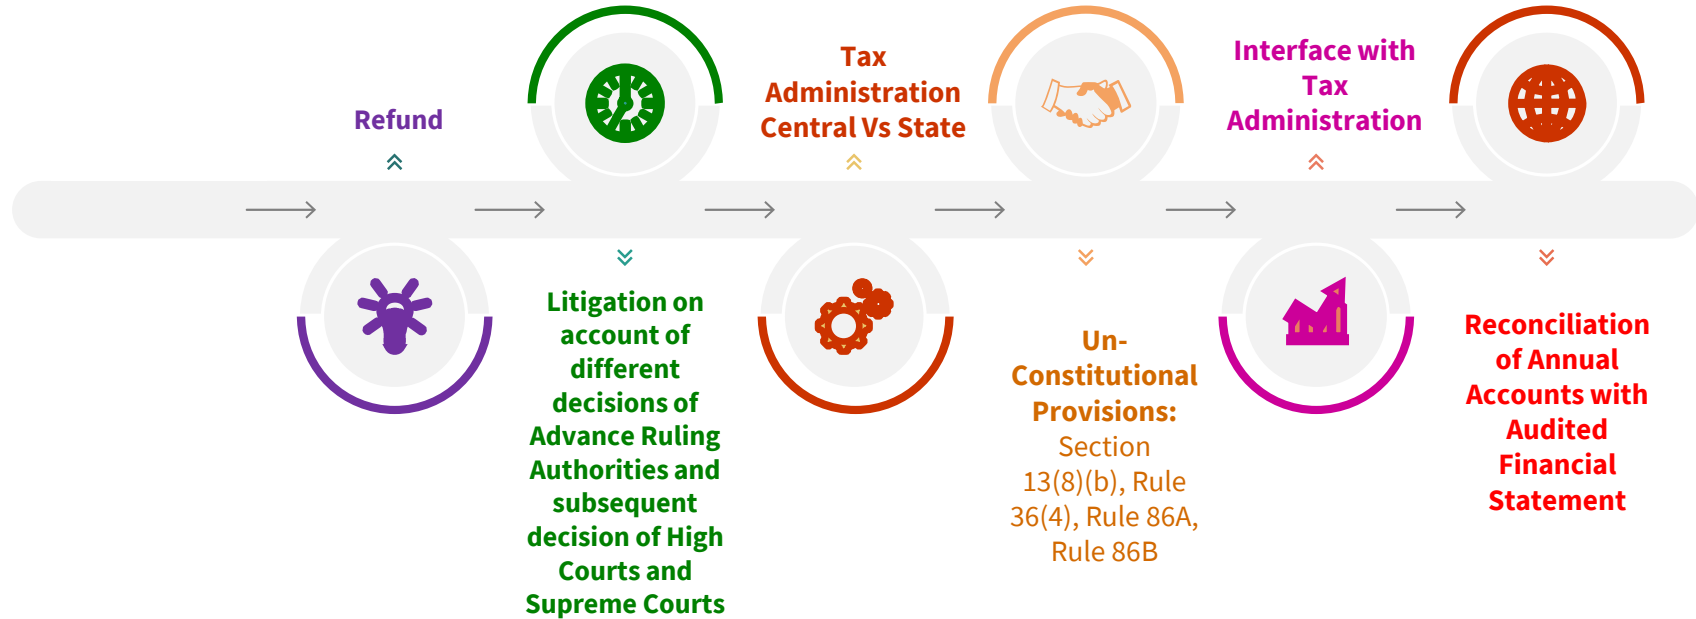 Refund
Litigation on
account of
different
decisions of
Advance Ruling
Authorities and
subsequent
decision of High
Courts and
Supreme Courts
Tax
Administration
Central Vs State
Un-
Constitutional
Provisions:
Section
13(8)(b), Rule
36(4), Rule 86A,
Rule 86B
Interface with
Tax
Administration
Reconciliation
of Annual
Accounts with
Audited
Financial
Statement